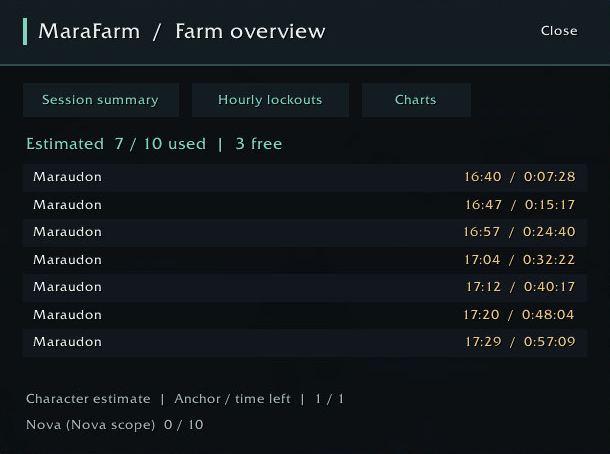 MaraFarm / Farm overview
Close
Session summary
Hourly lockouts
Charts
Estimated 7 / 10 used | 3 free
Maraudon 16:40 / 0:07:28
Maraudon 16:47 / 0:15:17
Maraudon 16:57 / 0:24:40
Maraudon 17:04 / 0:32:22
Maraudon 17:12 / 0:40:17
Maraudon 17:20 / 0:48:04
Maraudon 17:29 / 0:57:09
Character estimate | Anchor / time left | 1 / 1
Nova (Nova scope) 0 / 10